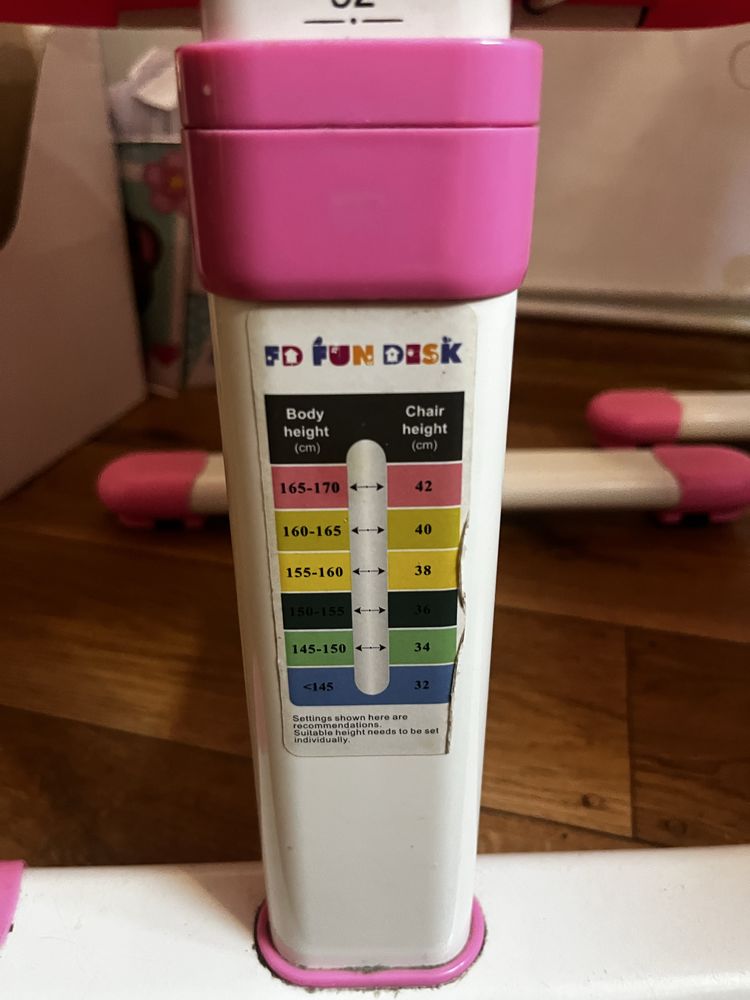 FD FUN DESK
Body height (cm) Chair height (cm)
165-170 42
160-165 40
155-160 38
150-155 36
145-150 34
<145 32
Settings shown here are
recommendations.
Suitable height needs to be set
individually.